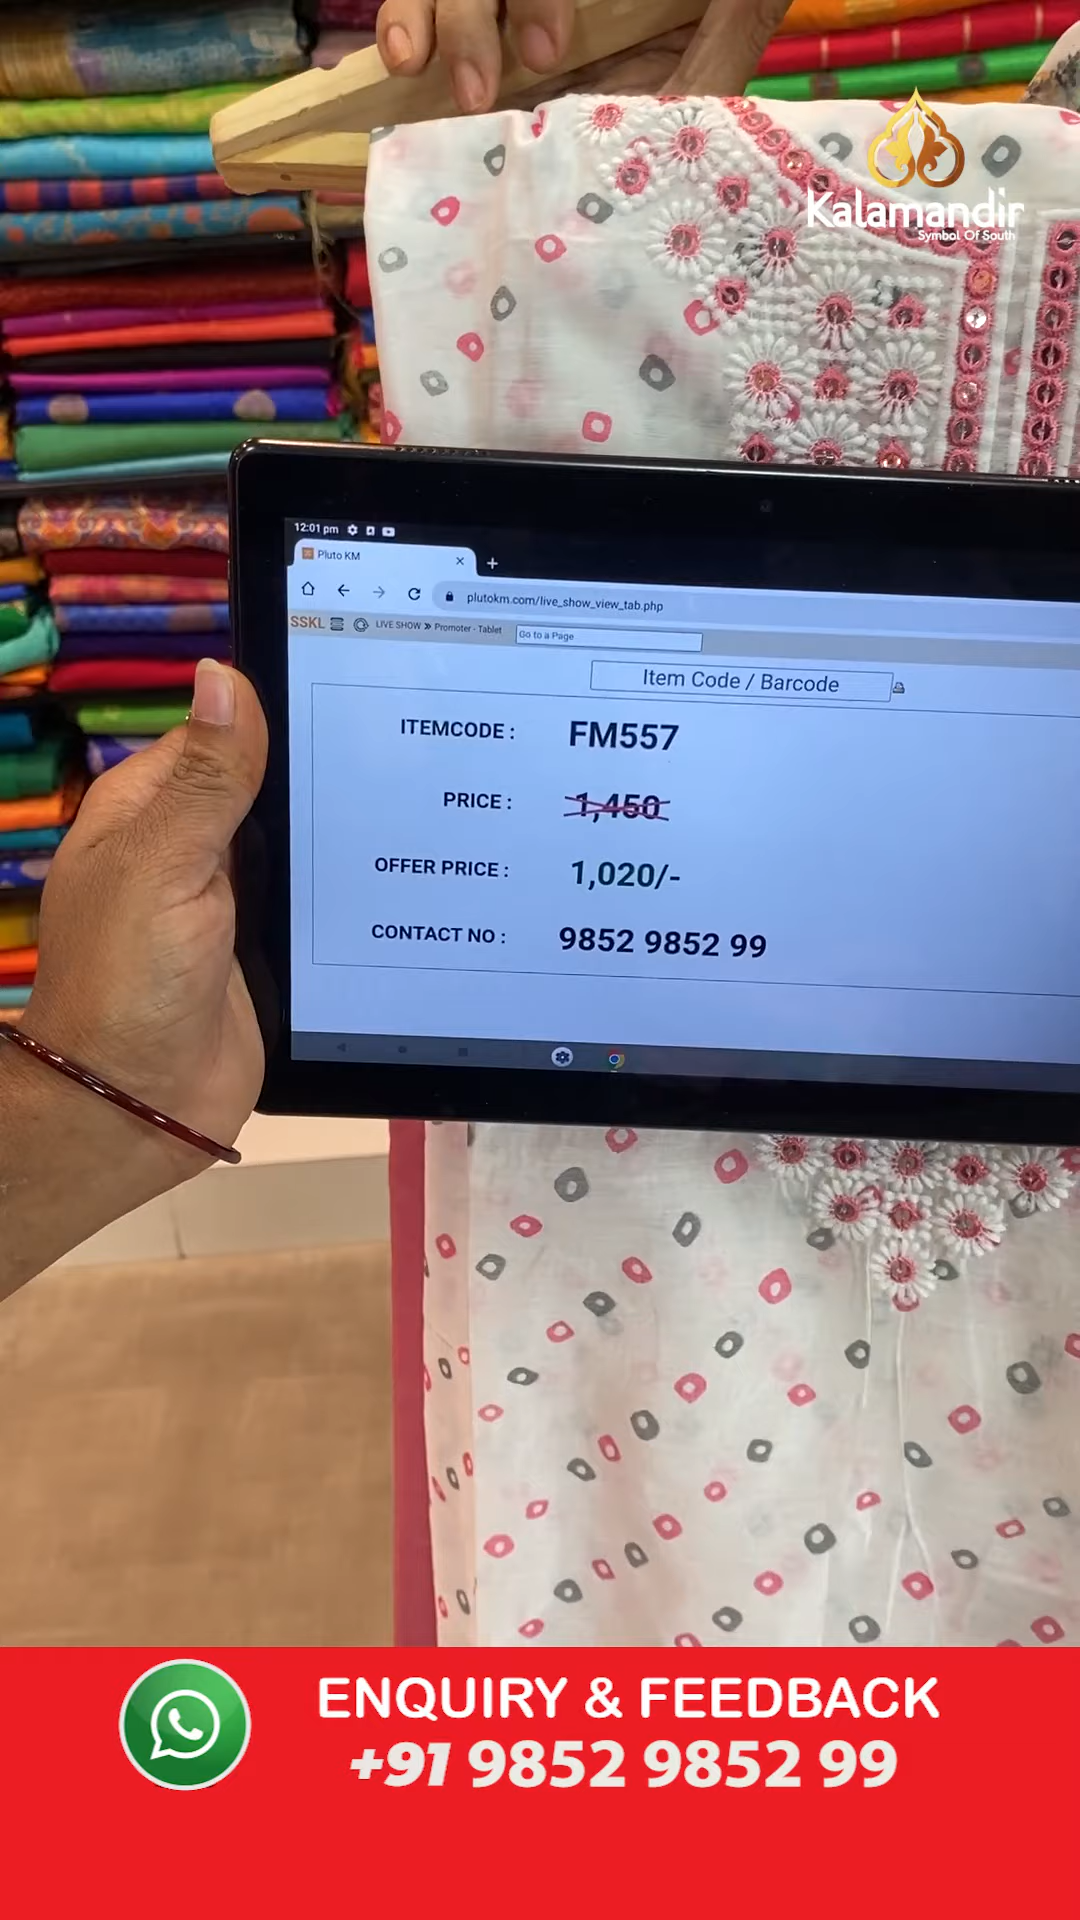 Kalamandir
Symbol Of South
12:01 pm
Pluto KM
plutokm.com/live_show_view_tab.php
SSKL LIVE SHOW » Promoter - Tablet Go to a Page
Item Code / Barcode
ITEMCODE : FM557
PRICE : 1,450
OFFER PRICE : 1,020/-
CONTACT NO : 9852 9852 99
ENQUIRY & FEEDBACK
+91 9852 9852 99